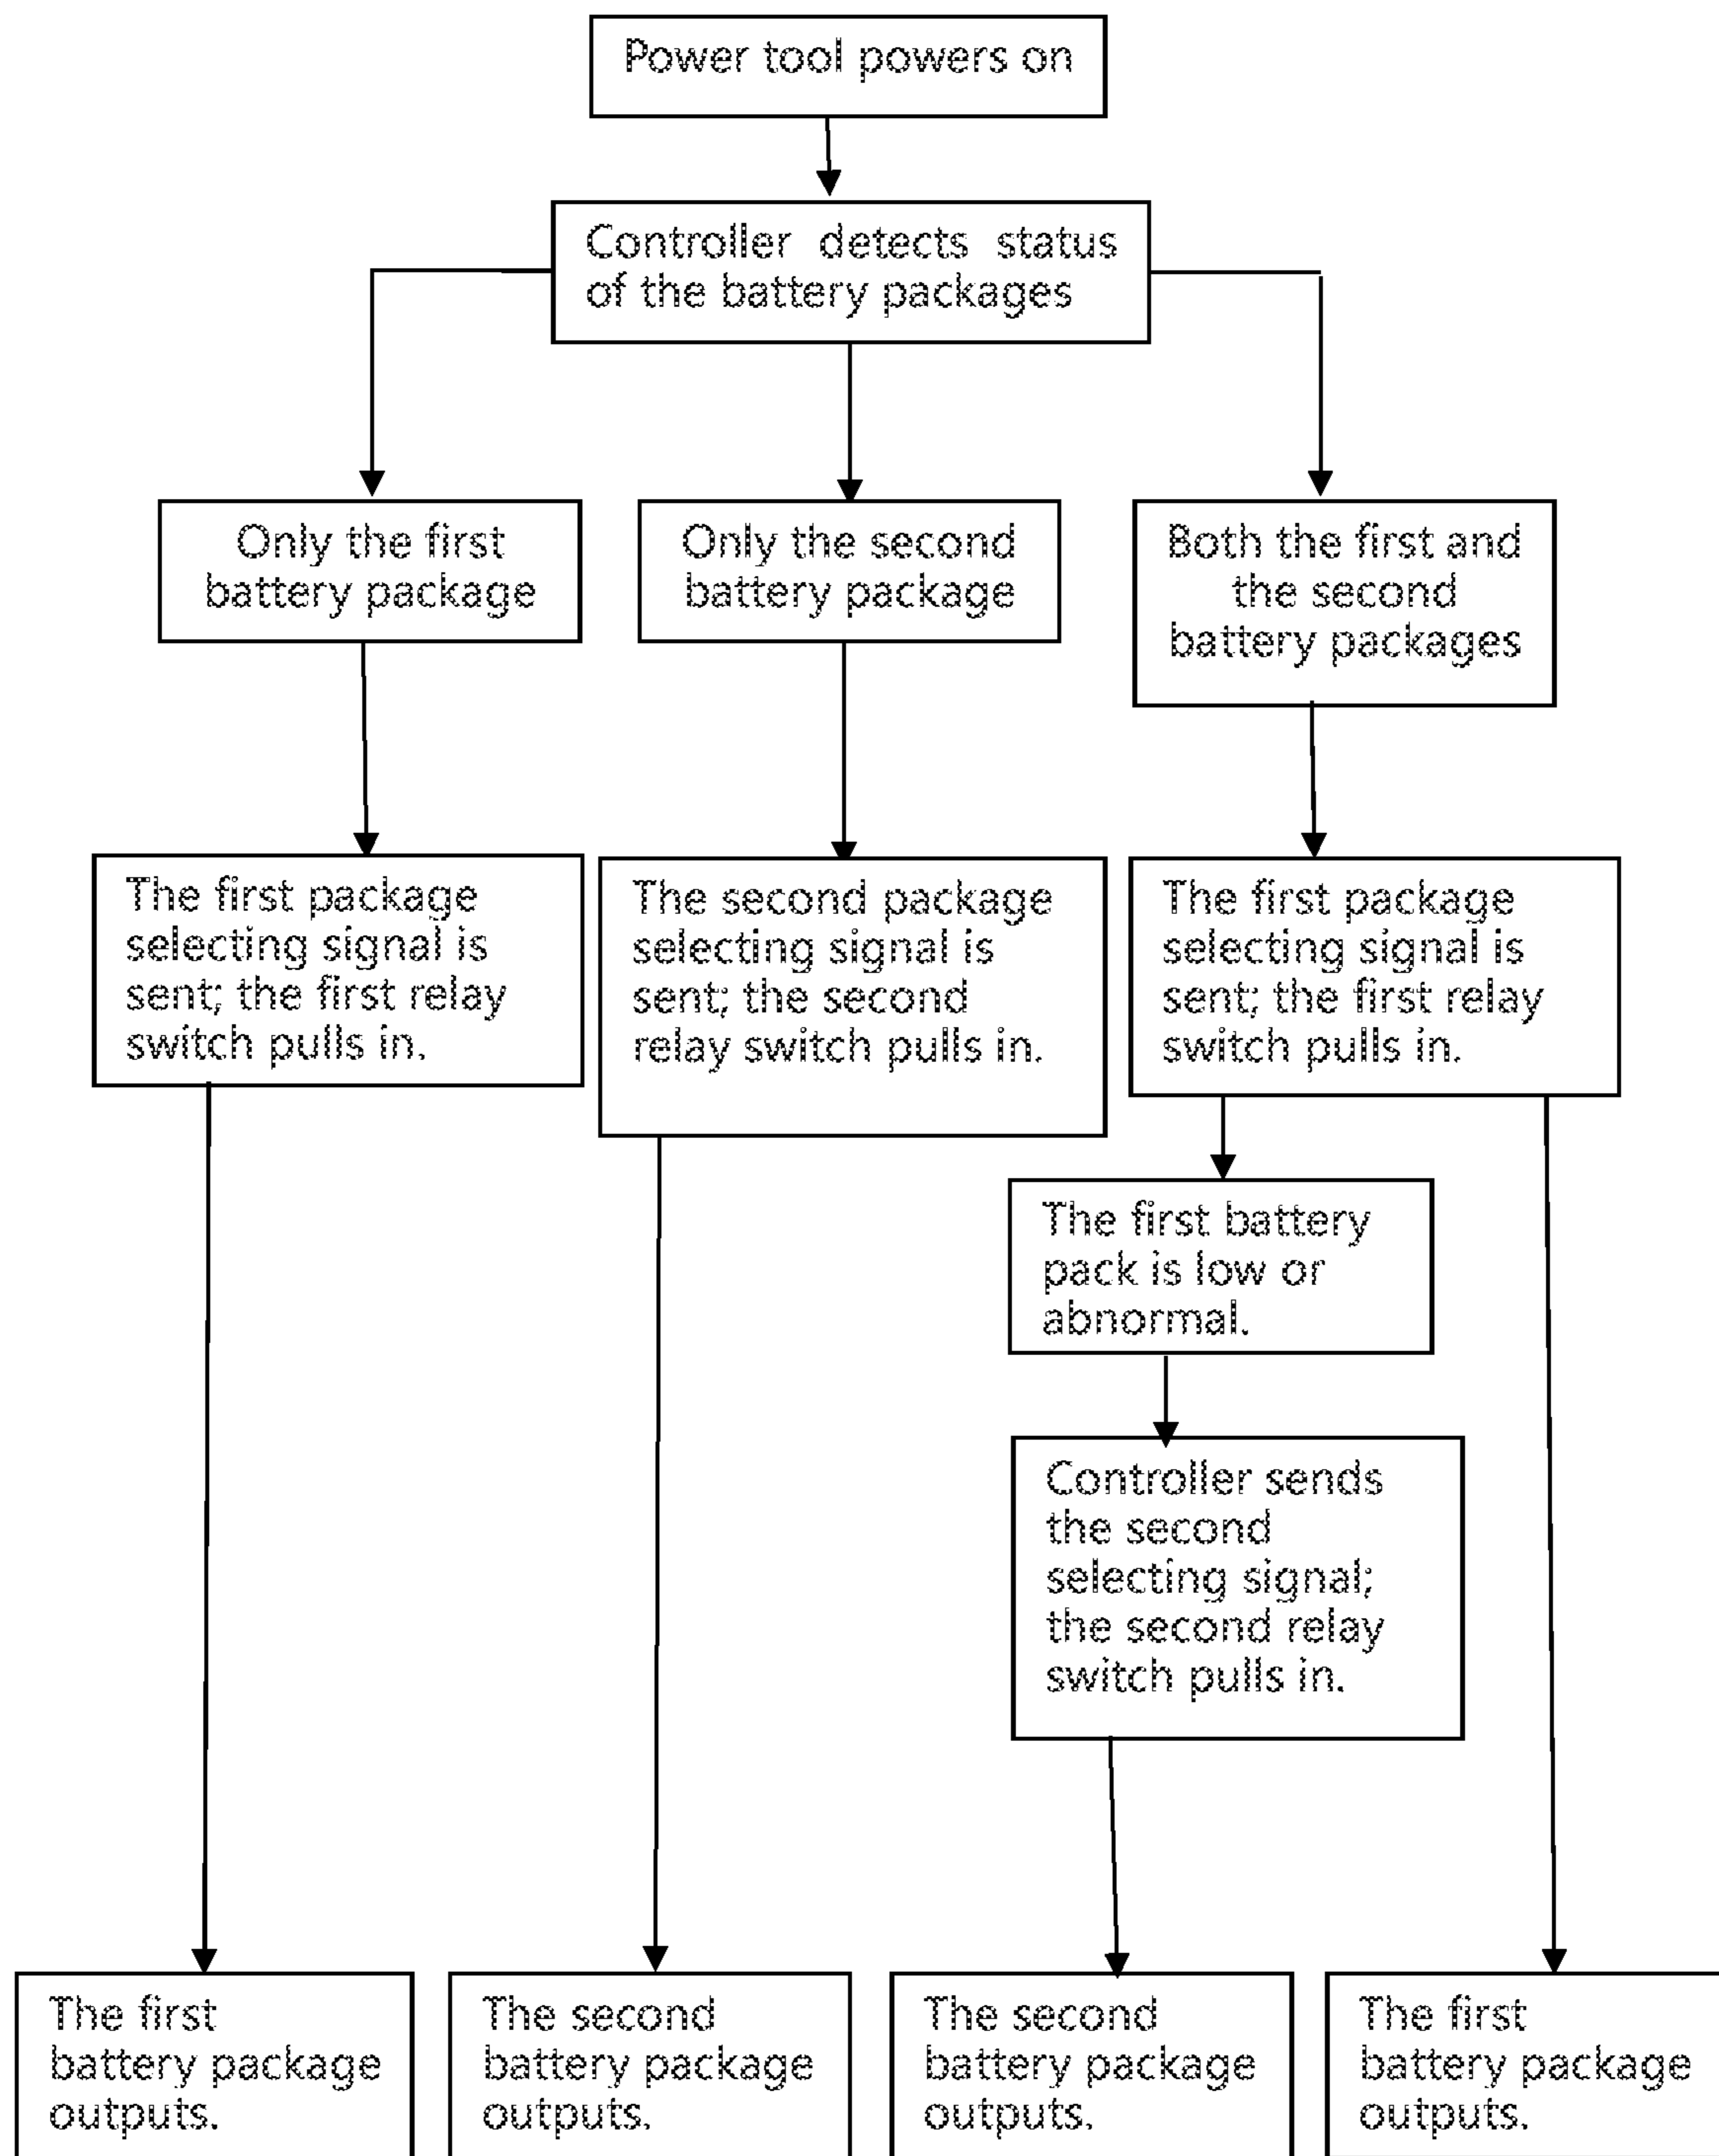 Power tool powers on
Controller detects status
of the battery packages
Only the first
battery package
Only the second
battery package
Both the first and
the second
battery packages
The first package
selecting signal is
sent; the first relay
switch pulls in.
The second package
selecting signal is
sent; the second
relay switch pulls in.
The first package
selecting signal is
sent; the first relay
switch pulls in.
The first battery
pack is low or
abnormal.
Controller sends
the second
selecting signal;
the second relay
switch pulls in.
The first
battery package
outputs.
The second
battery package
outputs.
The second
battery package
outputs.
The first
battery package
outputs.